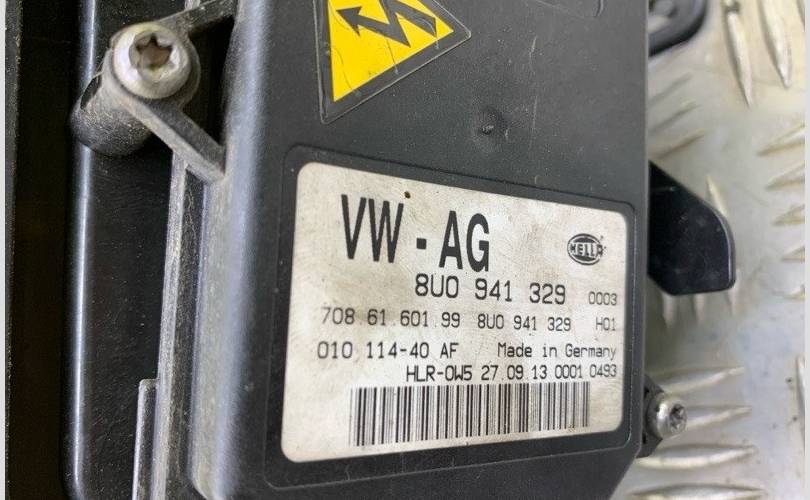 VW - AG
HELLA
8U0 941 329 0003
708 61 601 99 8U0 941 329 H01
010 114-40 AF Made in Germany
HLR-0W5 27 09 13 0001 0493